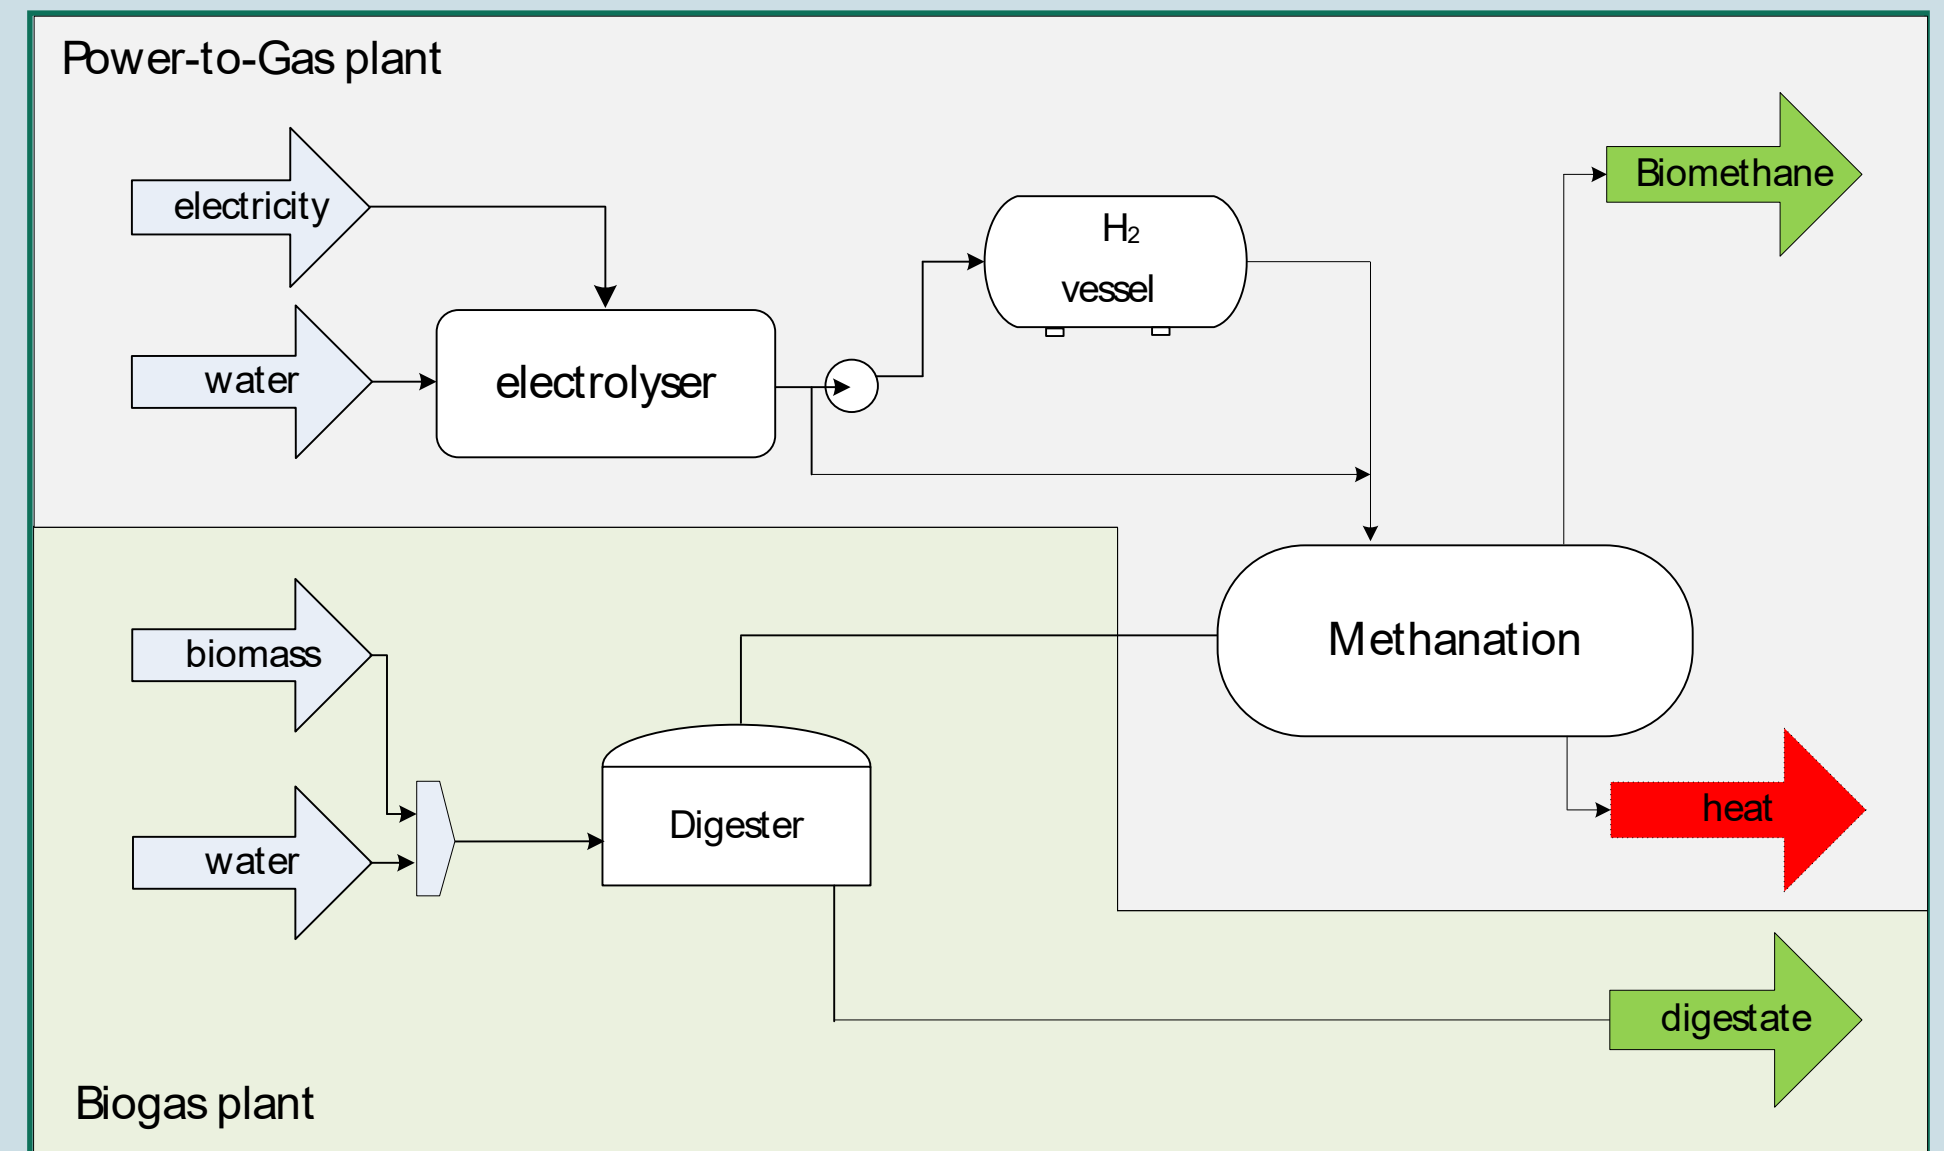 Power-to-Gas plant
electricity
water
electrolyser
H₂
vessel
Biomethane
Methanation
heat
biomass
water
Digester
digestate
Biogas plant